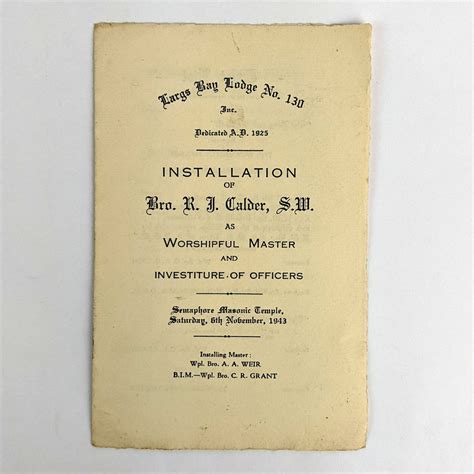 Largs Bay Lodge No. 130
Inc.
Dedicated A.D. 1925
INSTALLATION
OF
Bro. R. J. Calder, S.W.
AS
WORSHIPFUL MASTER
AND
INVESTITURE OF OFFICERS
Semaphore Masonic Temple,
Saturday, 6th November, 1943
Installing Master :
Wpl. Bro. A. A. WEIR
B.I.M.—Wpl. Bro. C. R. GRANT